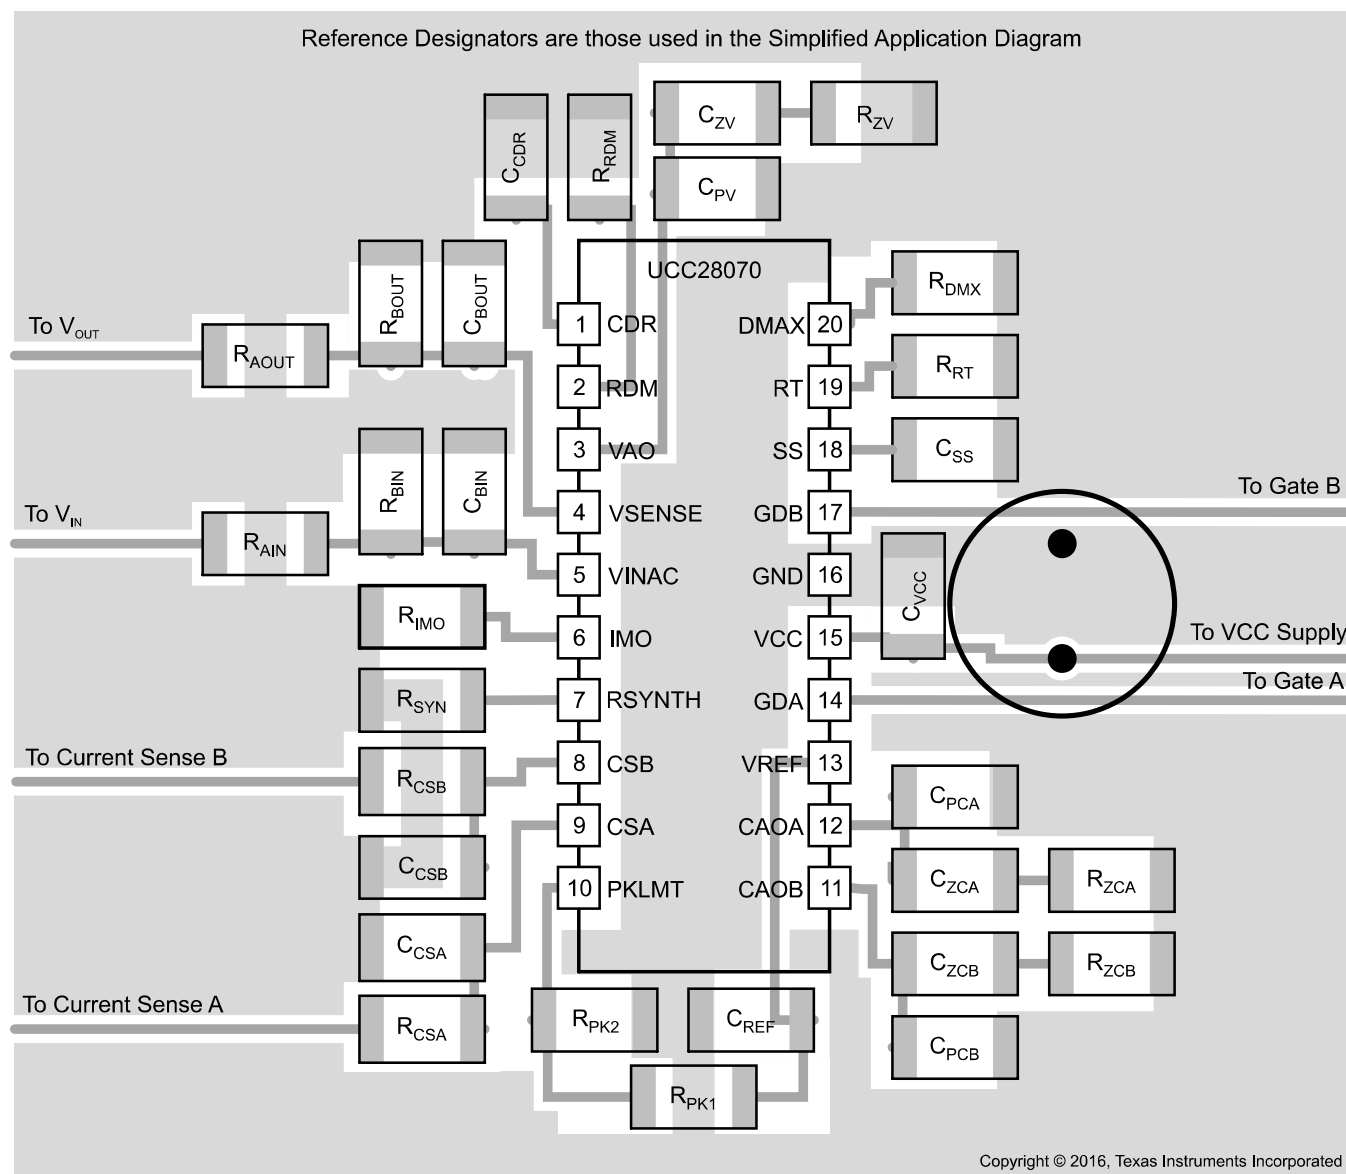 Reference Designators are those used in the Simplified Application Diagram
CZV
RZV
CCDR
RRDM
CPV
UCC28070
RBOUT
CBOUT
RDMX
To VOUT
RAOUT
1 CDR
DMAX 20
RRT
2 RDM
RT 19
3 VAO
SS 18
CSS
RBIN
CBIN
To VIN
RAIN
4 VSENSE
GDB 17
To Gate B
5 VINAC
GND 16
CVCC
RIMO
6 IMO
VCC 15
To VCC Supply
RSYN
7 RSYNTH
GDA 14
To Gate A
To Current Sense B
RCSB
8 CSB
VREF 13
CPCA
9 CSA
CAOA 12
CCSB
10 PKLMT
CAOB 11
CZCA
RZCA
CCSA
CZCB
RZCB
To Current Sense A
RCSA
RPK2
CREF
CPCB
RPK1
Copyright © 2016, Texas Instruments Incorporated